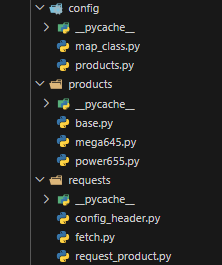 config
__pycache__
map_class.py
products.py
products
__pycache__
base.py
mega645.py
power655.py
requests
__pycache__
config_header.py
fetch.py
request_product.py